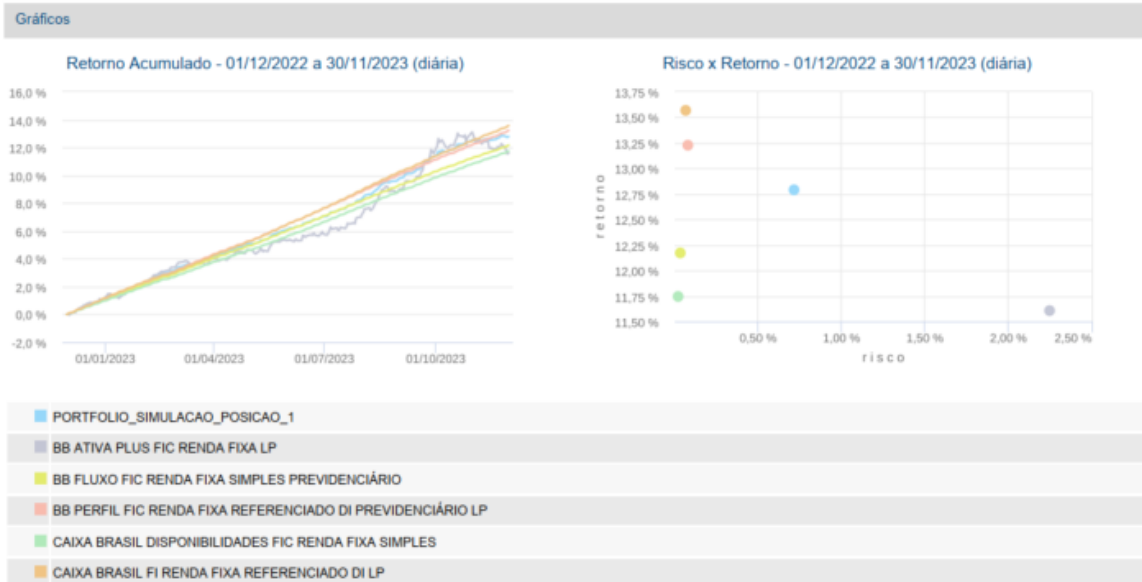 Gráficos
Retorno Acumulado - 01/12/2022 a 30/11/2023 (diária)
16,0 %
14,0 %
12,0 %
10,0 %
8,0 %
6,0 %
4,0 %
2,0 %
0,0 %
-2,0 %
01/01/2023 01/04/2023 01/07/2023 01/10/2023
Risco x Retorno - 01/12/2022 a 30/11/2023 (diária)
retorno
13,75 %
13,50 %
13,25 %
13,00 %
12,75 %
12,50 %
12,25 %
12,00 %
11,75 %
11,50 %
0,50 % 1,00 % 1,50 % 2,00 % 2,50 %
risco
PORTFOLIO_SIMULACAO_POSICAO_1
BB ATIVA PLUS FIC RENDA FIXA LP
BB FLUXO FIC RENDA FIXA SIMPLES PREVIDENCIÁRIO
BB PERFIL FIC RENDA FIXA REFERENCIADO DI PREVIDENCIÁRIO LP
CAIXA BRASIL DISPONIBILIDADES FIC RENDA FIXA SIMPLES
CAIXA BRASIL FI RENDA FIXA REFERENCIADO DI LP